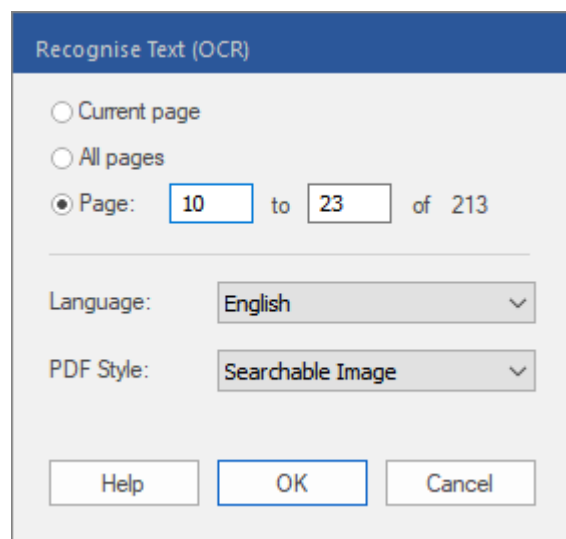 Recognise Text (OCR)
Current page
All pages
Page: 10 to 23 of 213
Language: English
PDF Style: Searchable Image
Help OK Cancel